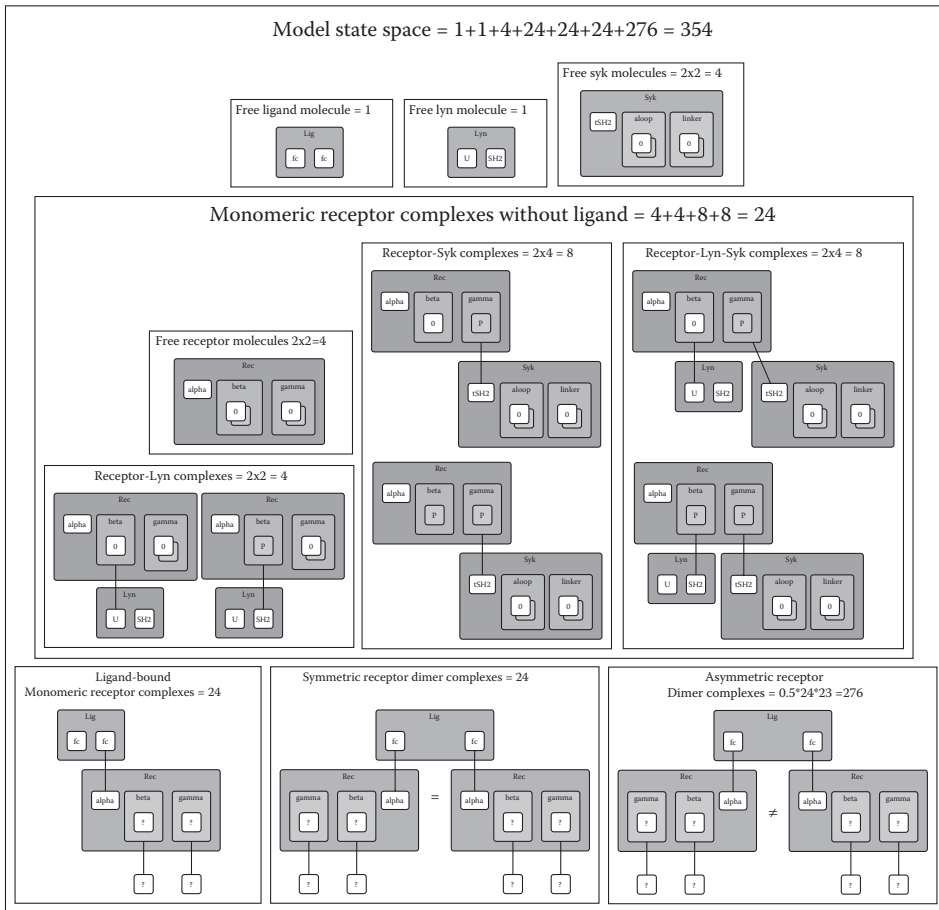 Model state space = 1+1+4+24+24+24+276 = 354
Free ligand molecule = 1
Lig
fc fc
Free lyn molecule = 1
Lyn
U SH2
Free syk molecules = 2x2 = 4
Syk
tSH2
aloop
0
linker
0
Monomeric receptor complexes without ligand = 4+4+8+8 = 24
Free receptor molecules 2x2=4
Rec
alpha
beta
0
gamma
0
Receptor-Lyn complexes = 2x2 = 4
Rec
alpha
beta
0
gamma
0
Lyn
U SH2
Rec
alpha
beta
P
gamma
0
Lyn
U SH2
Receptor-Syk complexes = 2x4 = 8
Rec
alpha
beta
0
gamma
P
Syk
tSH2
aloop
0
linker
0
Rec
alpha
beta
P
gamma
P
Syk
tSH2
aloop
0
linker
0
Receptor-Lyn-Syk complexes = 2x4 = 8
Rec
alpha
beta
0
gamma
P
Lyn
U SH2
Syk
tSH2
aloop
0
linker
0
Rec
alpha
beta
P
gamma
P
Lyn
U SH2
Syk
tSH2
aloop
0
linker
0
Ligand-bound
Monomeric receptor complexes = 24
Lig
fc fc
Rec
alpha
beta
?
gamma
?
? ?
Symmetric receptor dimer complexes = 24
Lig
fc fc
Rec
gamma
?
beta
?
alpha
? ?
=
Rec
alpha
beta
?
gamma
?
? ?
Asymmetric receptor
Dimer complexes = 0.5*24*23 =276
Lig
fc fc
Rec
gamma
?
beta
?
alpha
? ?
≠
Rec
alpha
beta
?
gamma
?
? ?